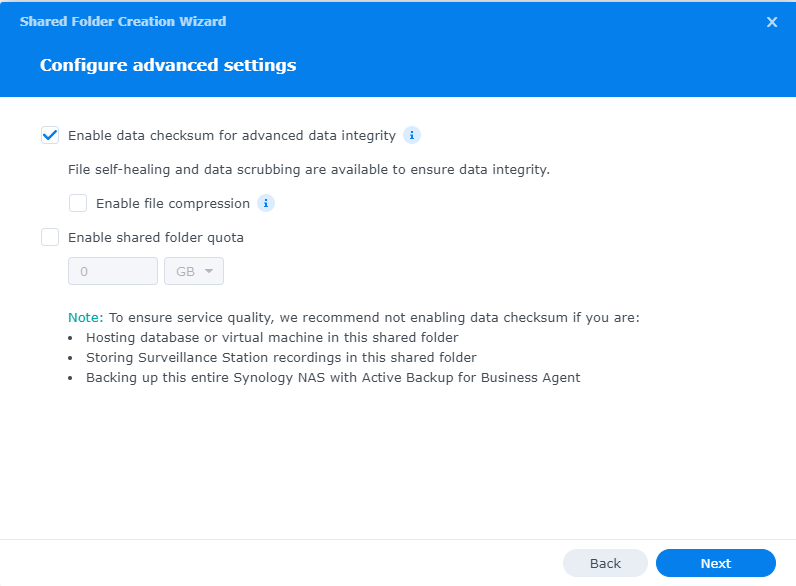 Shared Folder Creation Wizard
Configure advanced settings
Enable data checksum for advanced data integrity i
File self-healing and data scrubbing are available to ensure data integrity.
Enable file compression i
Enable shared folder quota
0 GB
Note: To ensure service quality, we recommend not enabling data checksum if you are:
• Hosting database or virtual machine in this shared folder
• Storing Surveillance Station recordings in this shared folder
• Backing up this entire Synology NAS with Active Backup for Business Agent
Back Next